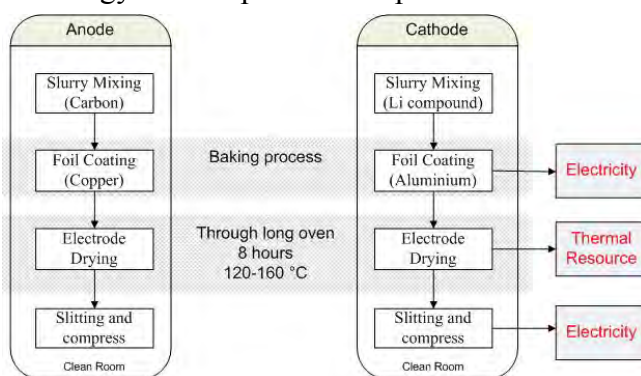 Anode
Slurry Mixing
(Carbon)
Foil Coating
(Copper)
Electrode
Drying
Slitting and
compress
Clean Room
Baking process
Through long oven
8 hours
120-160 °C
Cathode
Slurry Mixing
(Li compound)
Foil Coating
(Aluminium)
Electrode
Drying
Slitting and
compress
Clean Room
Electricity
Thermal
Resource
Electricity